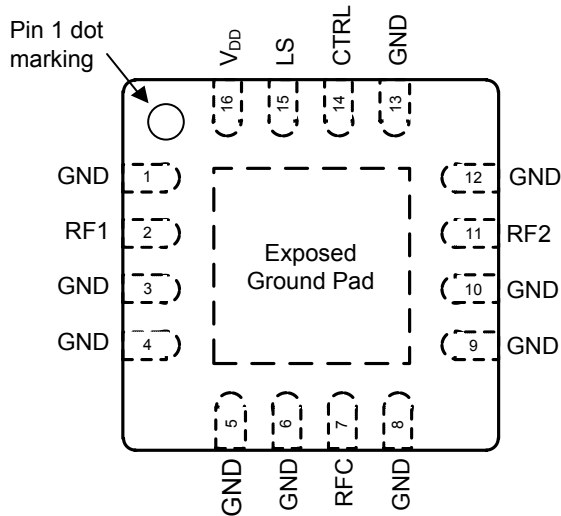 Pin 1 dot
marking
VDD
LS
CTRL
GND
16
15
14
13
GND
1
12
GND
RF1
2
11
RF2
Exposed
Ground Pad
GND
3
10
GND
GND
4
9
GND
5
6
7
8
GND
GND
RFC
GND